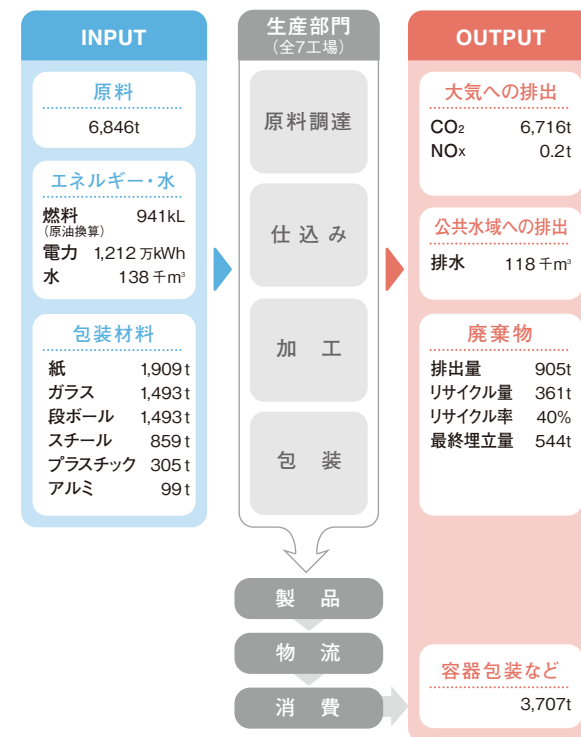 INPUT
原料
6,846t
エネルギー・水
燃料 941kL
(原油換算)
電力 1,212 万kWh
水 138 千m³
包装材料
紙 1,909 t
ガラス 1,493 t
段ボール 1,493 t
スチール 859 t
プラスチック 305 t
アルミ 99 t
生産部門
(全7工場)
原料調達
仕込み
加工
包装
製品
物流
消費
OUTPUT
大気への排出
CO₂ 6,716t
NOx 0.2t
公共水域への排出
排水 118 千m³
廃棄物
排出量 905t
リサイクル量 361t
リサイクル率 40%
最終埋立量 544t
容器包装など
3,707t